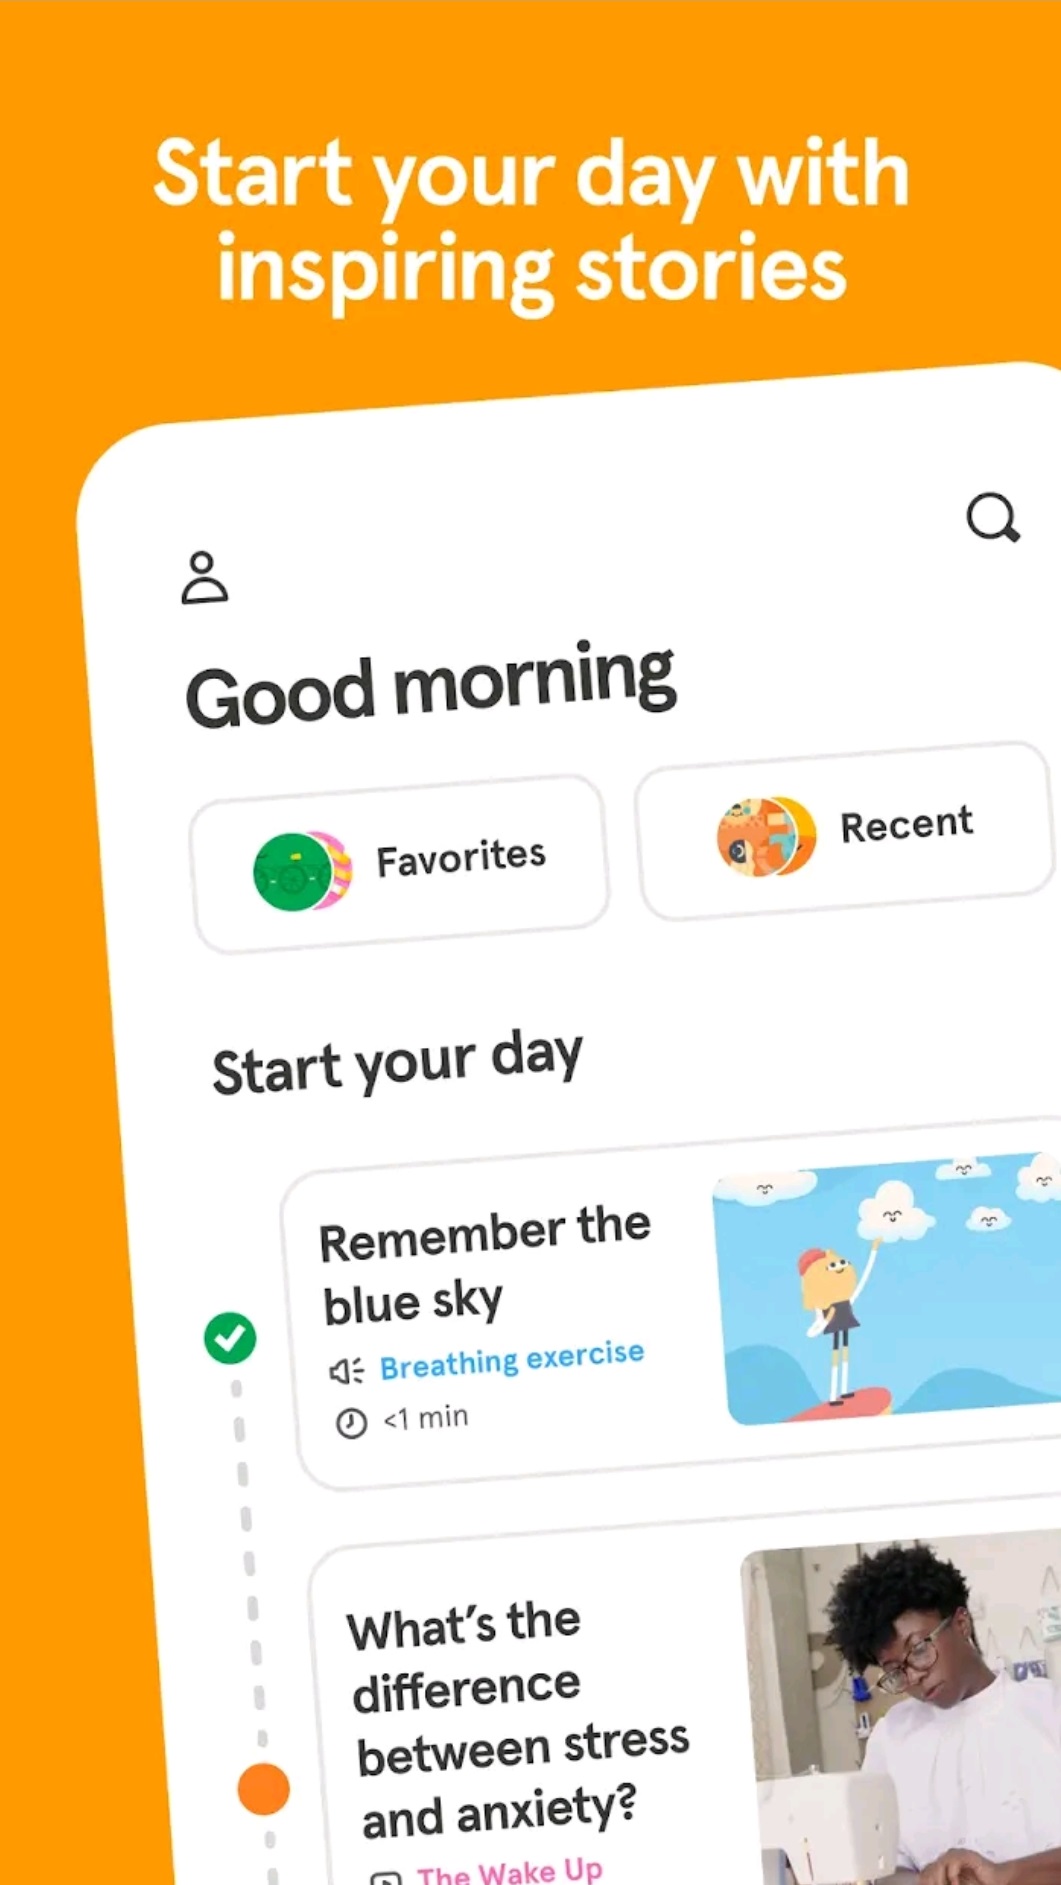 Start your day with
inspiring stories
Good morning
Favorites
Recent
Start your day
Remember the
blue sky
Breathing exercise
<1 min
What's the
difference
between stress
and anxiety?
The Wake Up